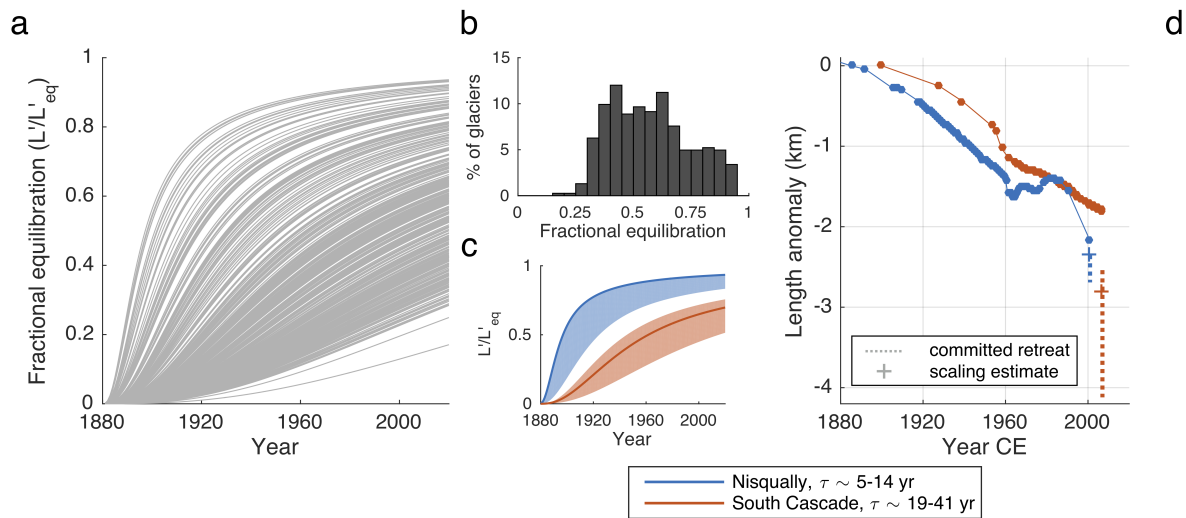 a
Fractional equilibration (L'/L'eq)
1
0.8
0.6
0.4
0.2
0
1880
1920
1960
2000
Year
b
% of glaciers
15
10
5
0
0
0.25
0.5
0.75
1
Fractional equilibration
c
L'/L'eq
1
0.5
0
1880
1920
1960
2000
Year
d
Length anomaly (km)
0
-1
-2
-3
-4
committed retreat
scaling estimate
1880
1920
1960
2000
Year CE
Nisqually, τ ~ 5-14 yr
South Cascade, τ ~ 19-41 yr